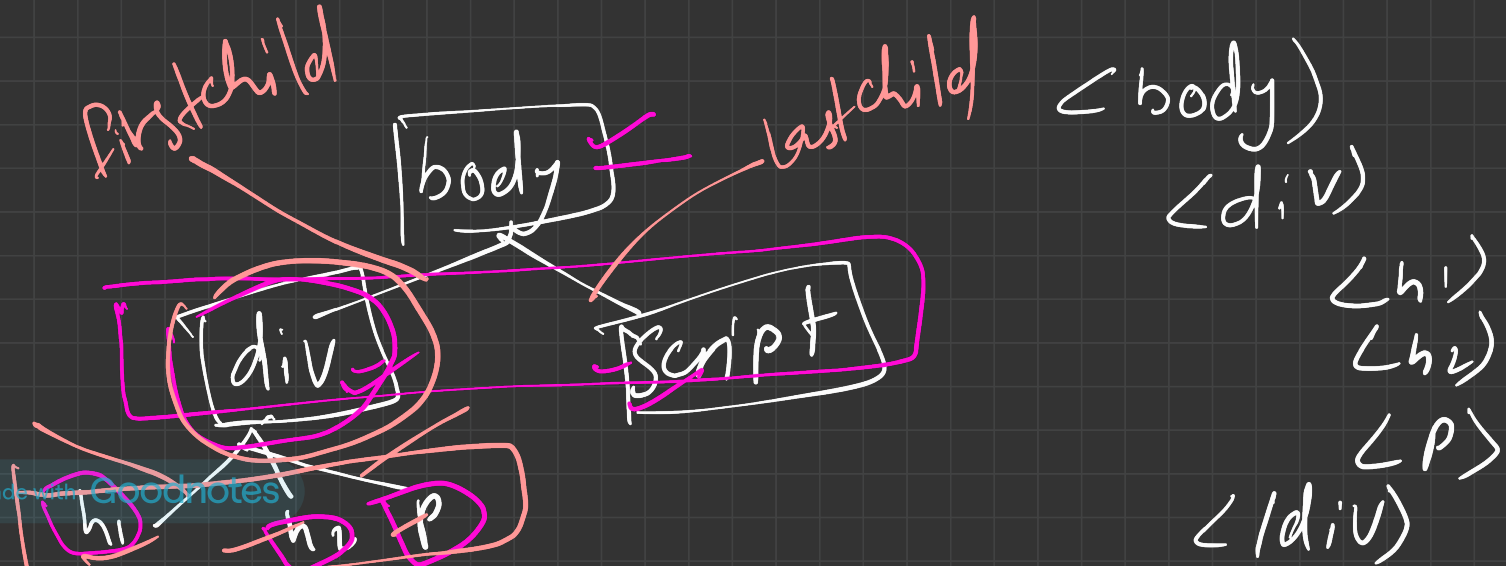 firstchild
lastchild
body
div
script
h1
h2
p
<body>
<div>
<h1>
<h2>
<p>
</div>
Goodnotes